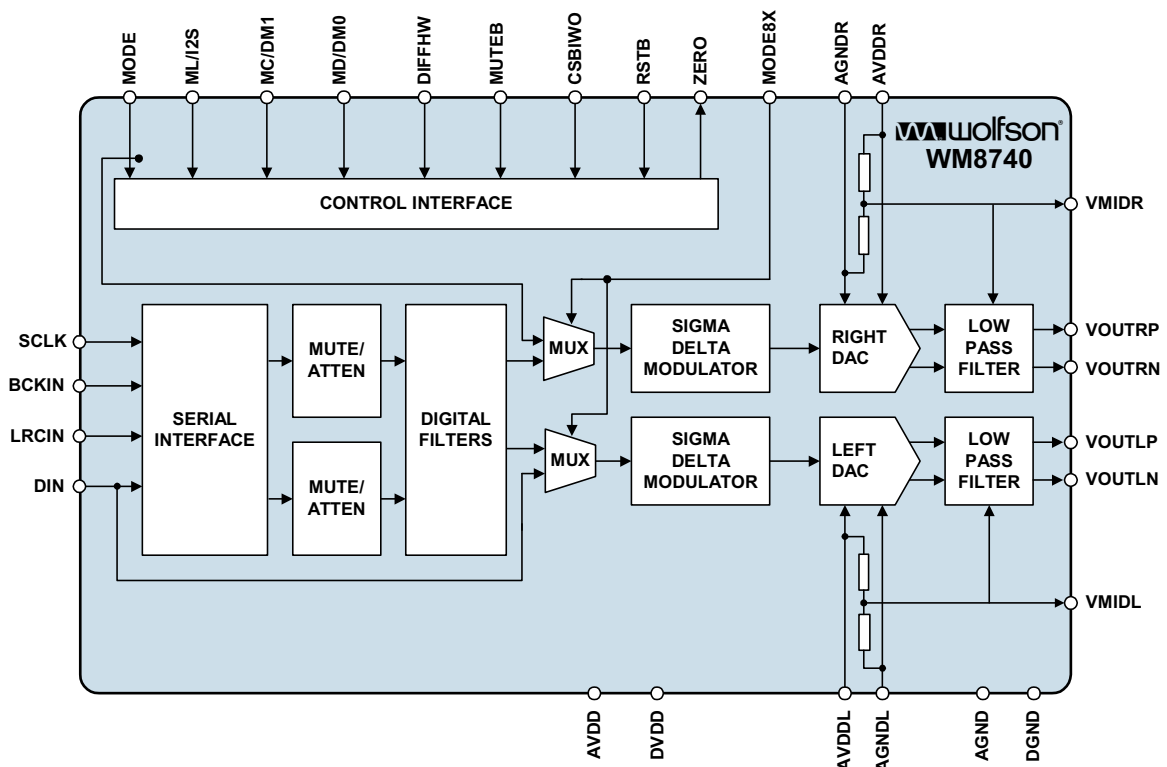 MODE
ML/I2S
MC/DM1
MD/DM0
DIFFHW
MUTEB
CSBIWO
RSTB
ZERO
MODE8X
AGNDR
AVDDR
wolfson®
WM8740
CONTROL INTERFACE
VMIDR
SCLK
BCKIN
LRCIN
DIN
SERIAL
INTERFACE
MUTE/
ATTEN
MUTE/
ATTEN
DIGITAL
FILTERS
MUX
MUX
SIGMA
DELTA
MODULATOR
SIGMA
DELTA
MODULATOR
RIGHT
DAC
LEFT
DAC
LOW
PASS
FILTER
LOW
PASS
FILTER
VOUTRP
VOUTRN
VOUTLP
VOUTLN
VMIDL
AVDD
DVDD
AVDDL
AGNDL
AGND
DGND